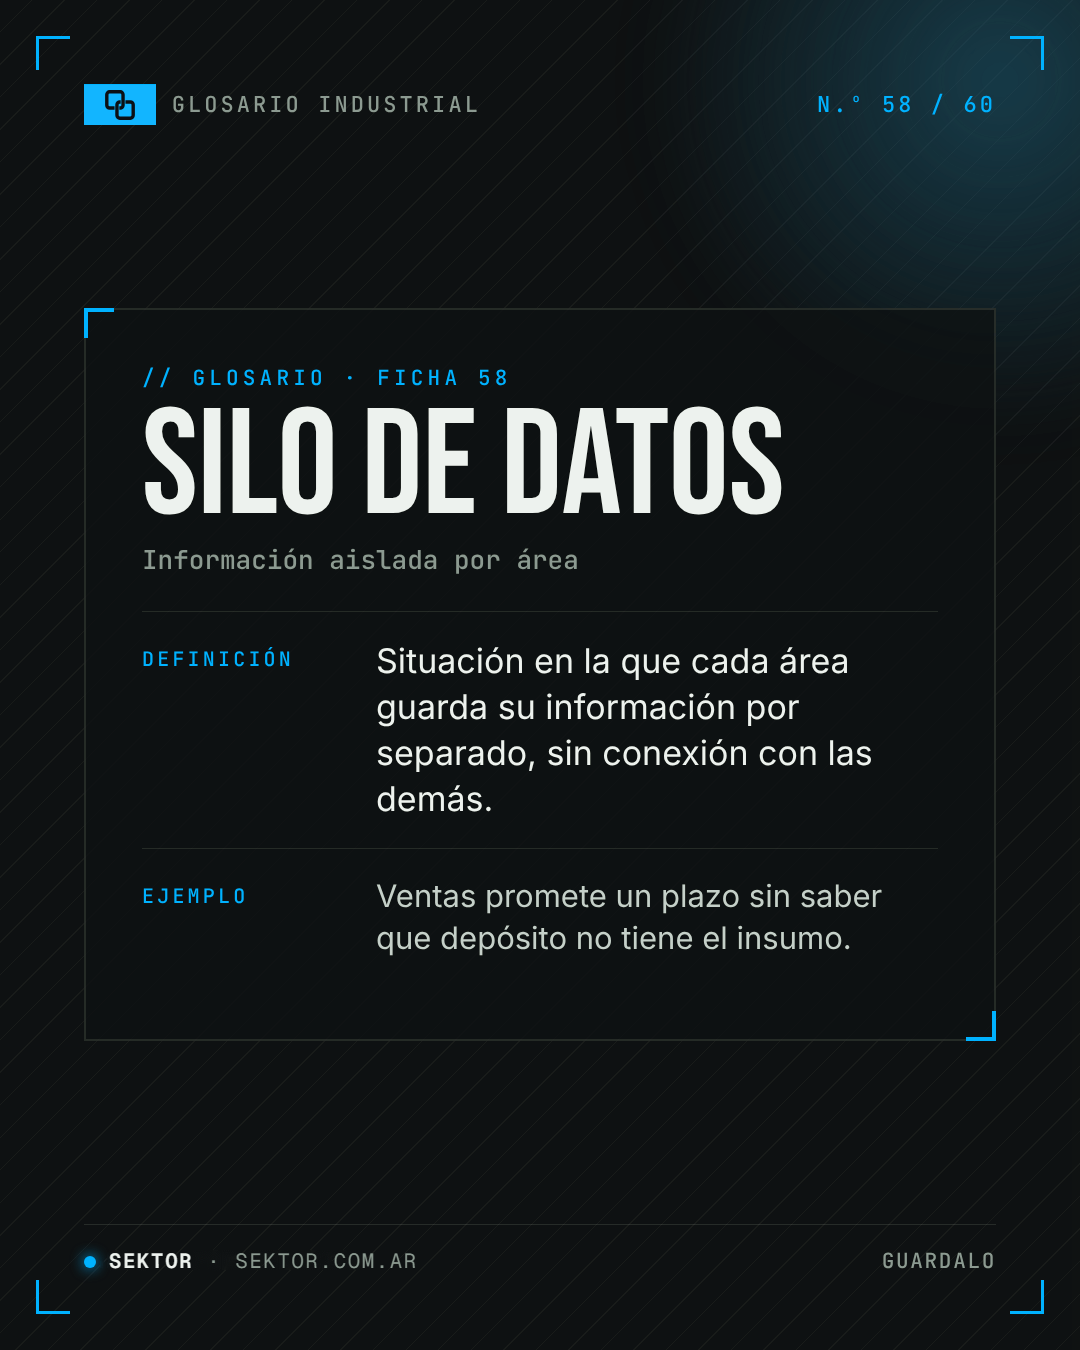 GLOSARIO INDUSTRIAL
N.° 58 / 60
// GLOSARIO · FICHA 58
SILO DE DATOS
Información aislada por área
DEFINICIÓN
Situación en la que cada área
guarda su información por
separado, sin conexión con las
demás.
EJEMPLO
Ventas promete un plazo sin saber
que depósito no tiene el insumo.
SEKTOR · SEKTOR.COM.AR
GUARDALO